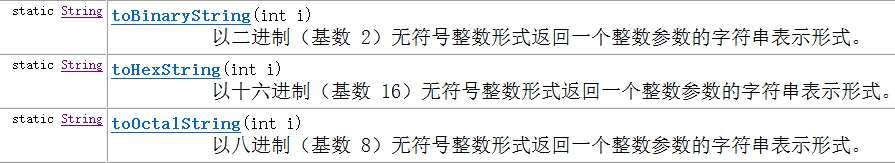 static String toBinaryString(int i)
以二进制（基数 2）无符号整数形式返回一个整数参数的字符串表示形式。
static String toHexString(int i)
以十六进制（基数 16）无符号整数形式返回一个整数参数的字符串表示形式。
static String toOctalString(int i)
以八进制（基数 8）无符号整数形式返回一个整数参数的字符串表示形式。